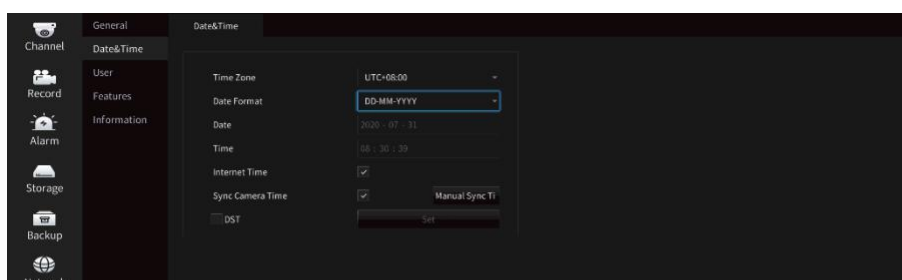 General
Date&Time
Channel
Date&Time
User
Time Zone
UTC+08:00
Record
Features
Date Format
DD-MM-YYYY
Information
Date
2020 - 07 - 31
Alarm
Time
08 : 30 : 39
Internet Time
Storage
Sync Camera Time
Manual Sync Ti
DST
Set
Backup